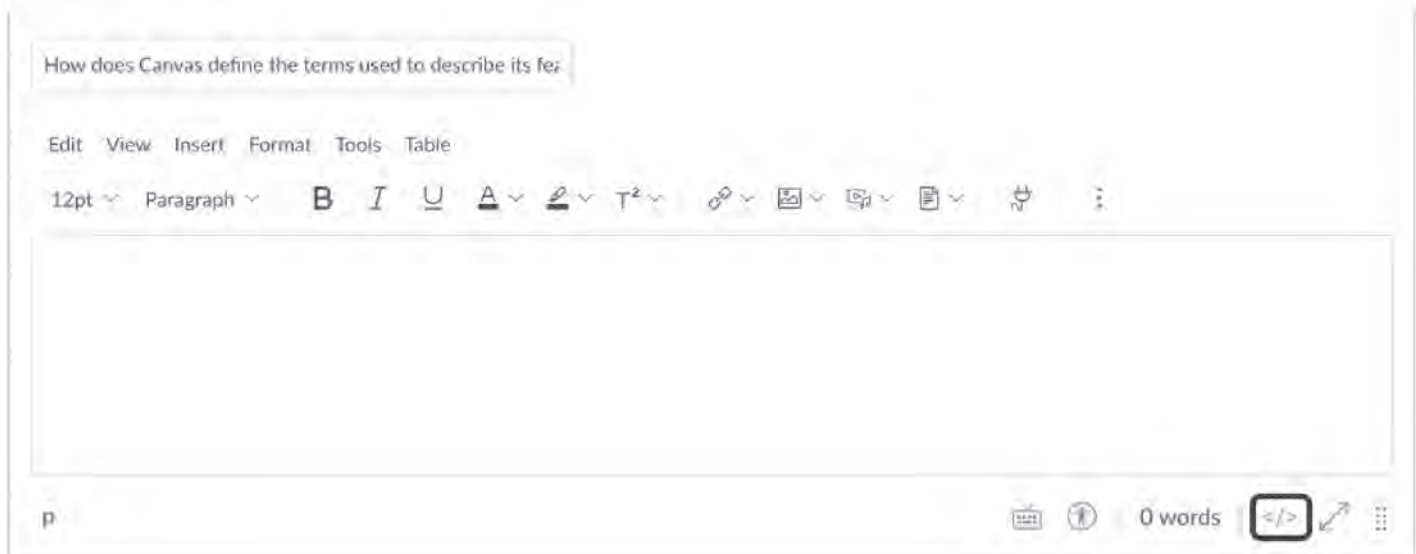 How does Canvas define the terms used to describe its fea
Edit View Insert Format Tools Table
12pt Paragraph B I U A T²
p 0 words </>